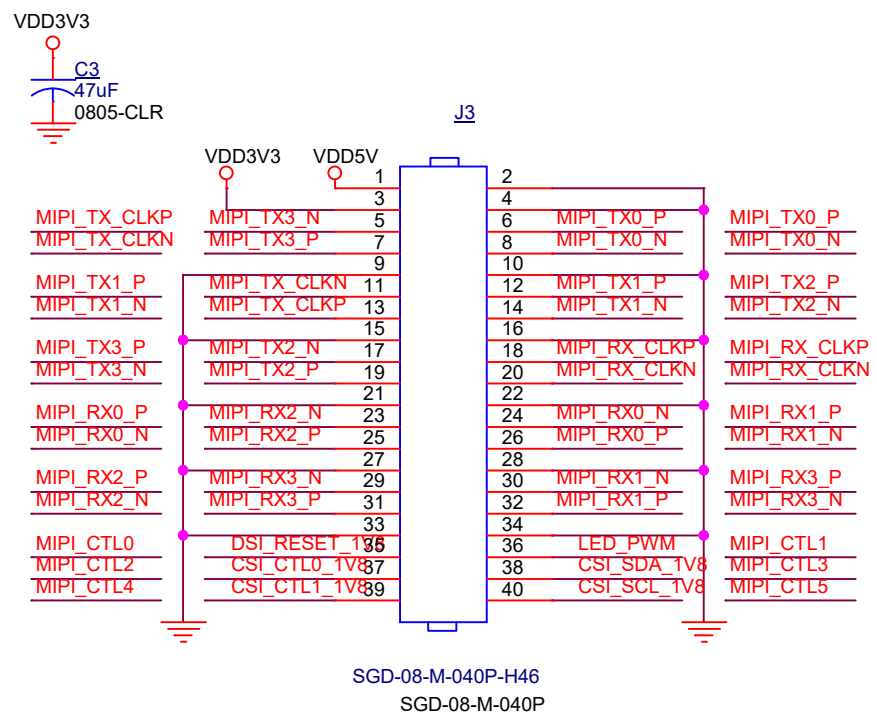 VDD3V3
C3
47uF
0805-CLR
J3
VDD3V3 VDD5V
1 2
3 4
MIPI_TX_CLKP MIPI_TX3_N 5 6 MIPI_TX0_P MIPI_TX0_P
MIPI_TX_CLKN MIPI_TX3_P 7 8 MIPI_TX0_N MIPI_TX0_N
9 10
MIPI_TX1_P MIPI_TX_CLKN 11 12 MIPI_TX1_P MIPI_TX2_P
MIPI_TX1_N MIPI_TX_CLKP 13 14 MIPI_TX1_N MIPI_TX2_N
15 16
MIPI_TX3_P MIPI_TX2_N 17 18 MIPI_RX_CLKP MIPI_RX_CLKP
MIPI_TX3_N MIPI_TX2_P 19 20 MIPI_RX_CLKN MIPI_RX_CLKN
21 22
MIPI_RX0_P MIPI_RX2_N 23 24 MIPI_RX0_N MIPI_RX1_P
MIPI_RX0_N MIPI_RX2_P 25 26 MIPI_RX0_P MIPI_RX1_N
27 28
MIPI_RX2_P MIPI_RX3_N 29 30 MIPI_RX1_N MIPI_RX3_P
MIPI_RX2_N MIPI_RX3_P 31 32 MIPI_RX1_P MIPI_RX3_N
33 34
MIPI_CTL0 DSI_RESET_1V8 35 36 LED_PWM MIPI_CTL1
MIPI_CTL2 CSI_CTL0_1V8 37 38 CSI_SDA_1V8 MIPI_CTL3
MIPI_CTL4 CSI_CTL1_1V8 39 40 CSI_SCL_1V8 MIPI_CTL5
SGD-08-M-040P-H46
SGD-08-M-040P